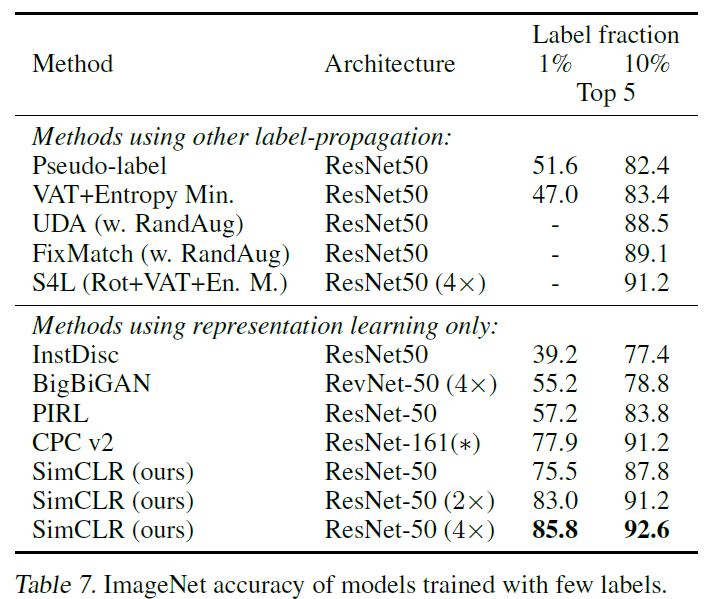 Label fraction
Method Architecture 1% 10%
Top 5
Methods using other label-propagation:
Pseudo-label ResNet50 51.6 82.4
VAT+Entropy Min. ResNet50 47.0 83.4
UDA (w. RandAug) ResNet50 - 88.5
FixMatch (w. RandAug) ResNet50 - 89.1
S4L (Rot+VAT+En. M.) ResNet50 (4×) - 91.2
Methods using representation learning only:
InstDisc ResNet50 39.2 77.4
BigBiGAN RevNet-50 (4×) 55.2 78.8
PIRL ResNet-50 57.2 83.8
CPC v2 ResNet-161(∗) 77.9 91.2
SimCLR (ours) ResNet-50 75.5 87.8
SimCLR (ours) ResNet-50 (2×) 83.0 91.2
SimCLR (ours) ResNet-50 (4×) 85.8 92.6
Table 7. ImageNet accuracy of models trained with few labels.